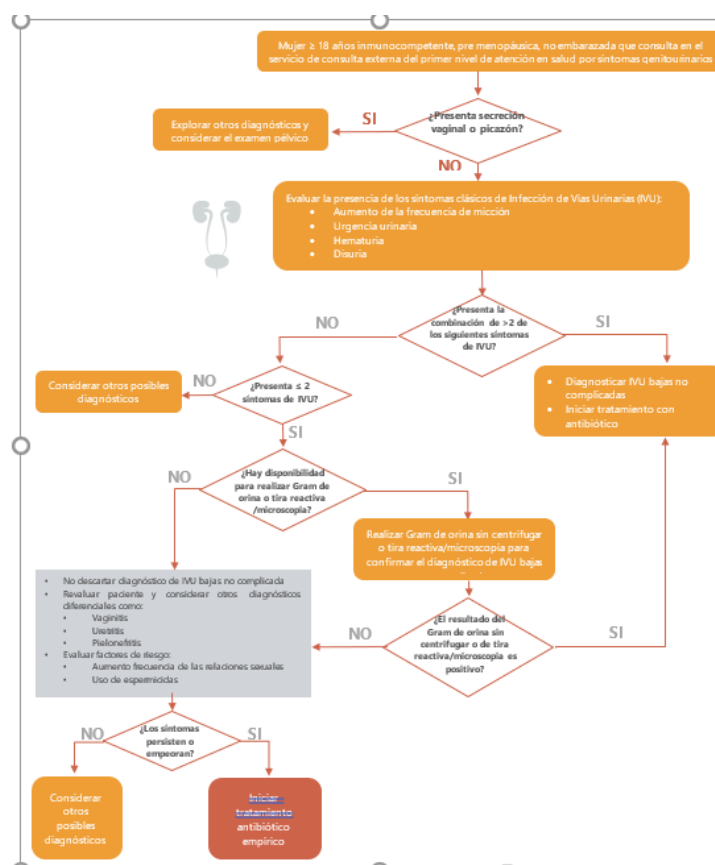 Mujer ≥ 18 años inmunocompetente, pre menopáusica, no embarazada que consulta en el
servicio de consulta externa del primer nivel de atención en salud por síntomas genitourinarios
¿Presenta secreción
vaginal o picazón?
SI
Explorar otros diagnósticos y
considerar el examen pélvico
NO
Evaluar la presencia de los síntomas clásicos de Infección de Vías Urinarias (IVU):
• Aumento de la frecuencia de micción
• Urgencia urinaria
• Hematuria
• Disuria
¿Presenta la
combinación de >2 de
los siguientes síntomas
de IVU?
NO
SI
Considerar otros posibles
diagnósticos
NO
¿Presenta ≤ 2
síntomas de IVU?
• Diagnosticar IVU bajas no
complicadas
• Iniciar tratamiento con
antibiótico
SI
¿Hay disponibilidad
para realizar Gram de
orina o tira reactiva
/microscopia?
NO
SI
Realizar Gram de orina sin centrifugar
o tira reactiva/microscopia para
confirmar el diagnóstico de IVU bajas
• No descartar diagnóstico de IVU bajas no complicada
• Revaluar paciente y considerar otros diagnósticos
diferenciales como:
• Vaginitis
• Uretritis
• Pielonefritis
• Evaluar factores de riesgo:
• Aumento frecuencia de las relaciones sexuales
• Uso de espermicidas
¿El resultado del
Gram de orina sin
centrifugar o de tira
reactiva/microscopia es
positivo?
NO
SI
¿Los síntomas
persisten o
empeoran?
NO
SI
Considerar
otros
posibles
diagnósticos
Iniciar
tratamiento
antibiótico
empírico